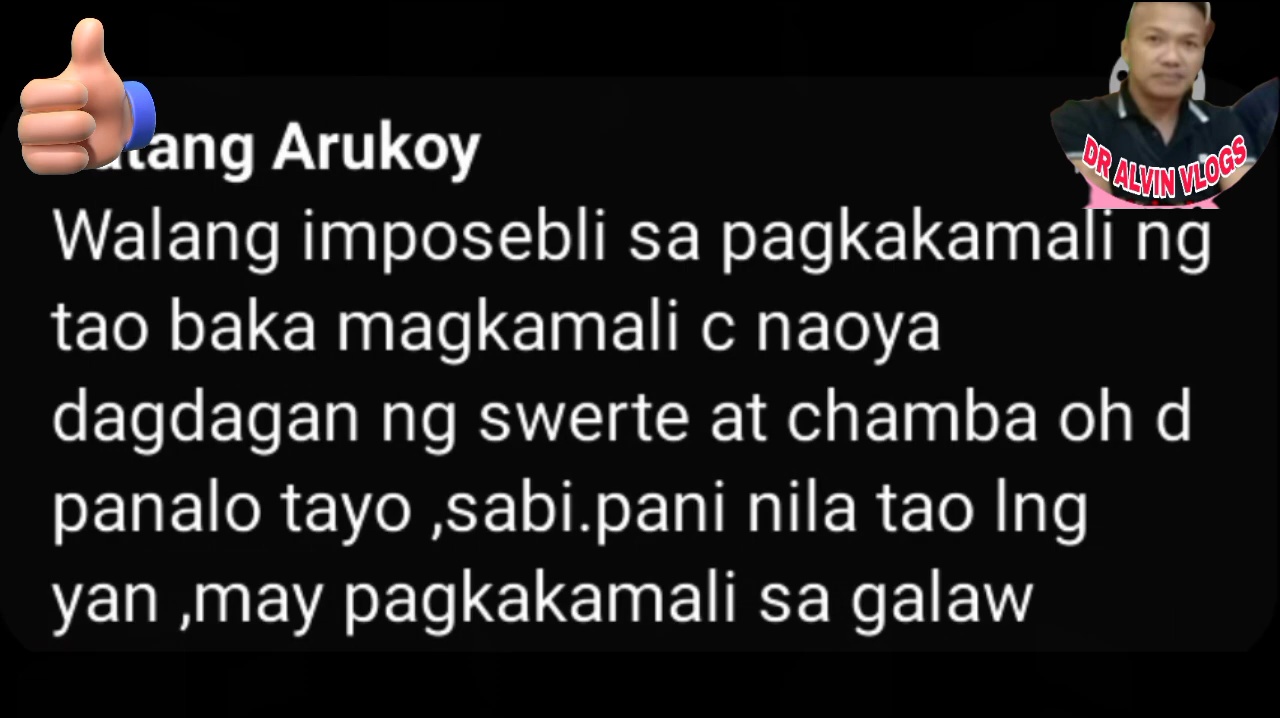 Arukoy
DR ALVIN VLOGS
Walang imposebli sa pagkakamali ng
tao baka magkamali c naoya
dagdagan ng swerte at chamba oh d
panalo tayo ,sabi.pani nila tao lng
yan ,may pagkakamali sa galaw